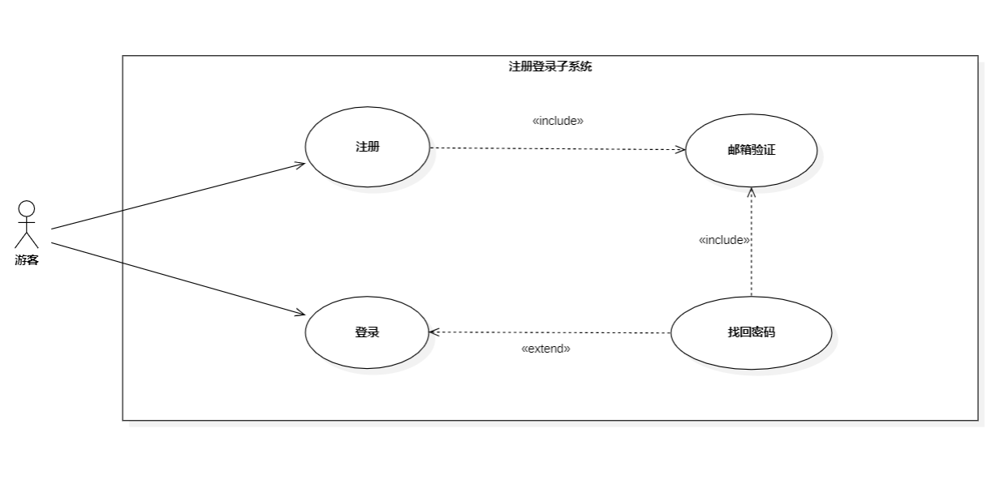 注册登录子系统
注册
«include»
邮箱验证
游客
«include»
登录
«extend»
找回密码